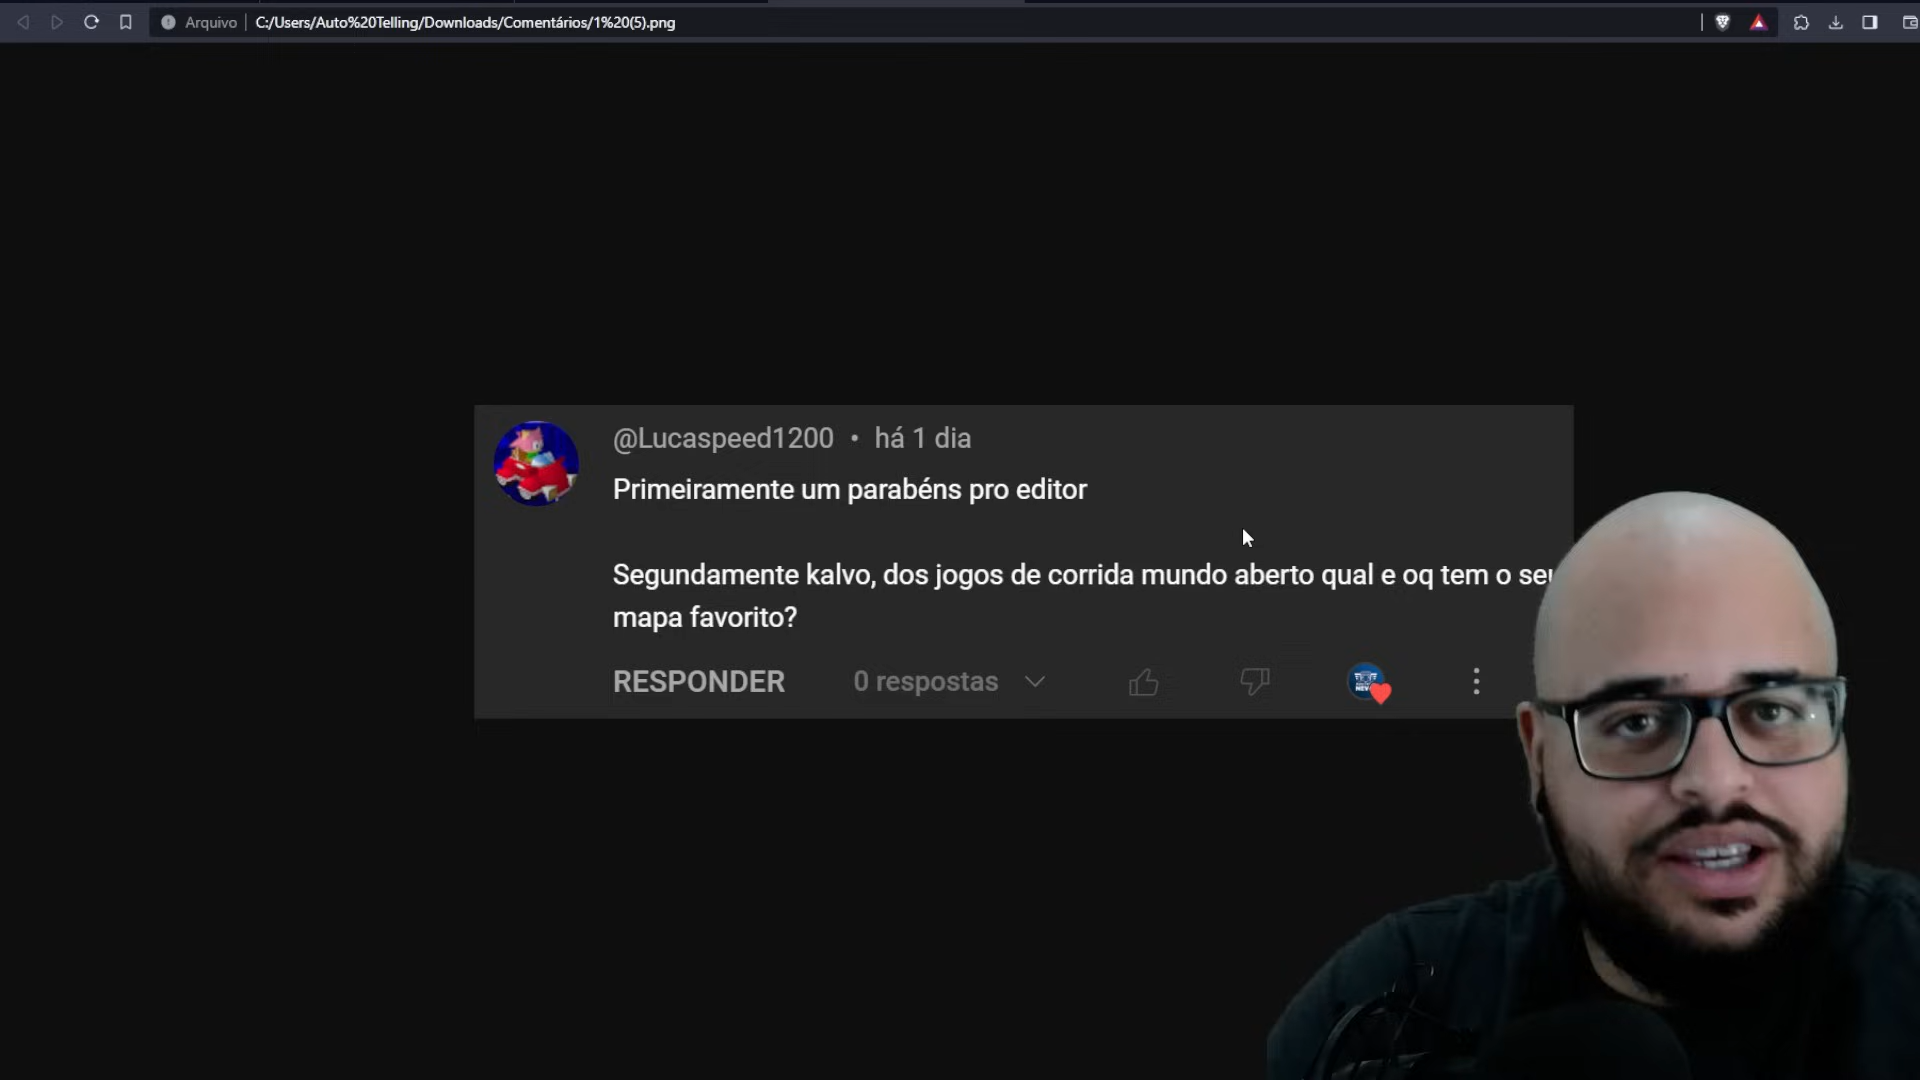 Arquivo
C:/Users/Auto%20Telling/Downloads/Comentários/1%20(5).png
@Lucaspeed1200 • há 1 dia
Primeiramente um parabéns pro editor
Segundamente kalvo, dos jogos de corrida mundo aberto qual e oq tem o seu
mapa favorito?
RESPONDER 0 respostas